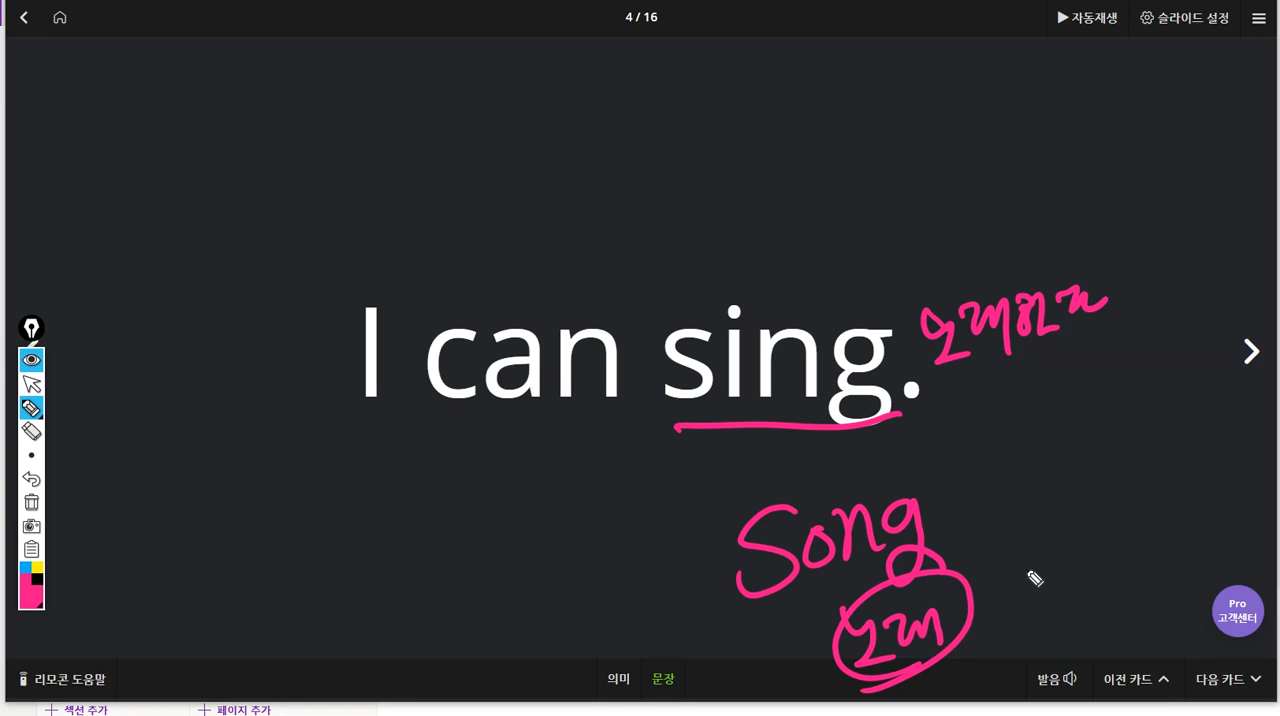 4 / 16
자동재생
슬라이드 설정
노래하다
I can sing.
Song
노래
Pro
고객센터
리모콘 도움말
의미
문장
발음
이전 카드
다음 카드
섹션 추가
페이지 추가